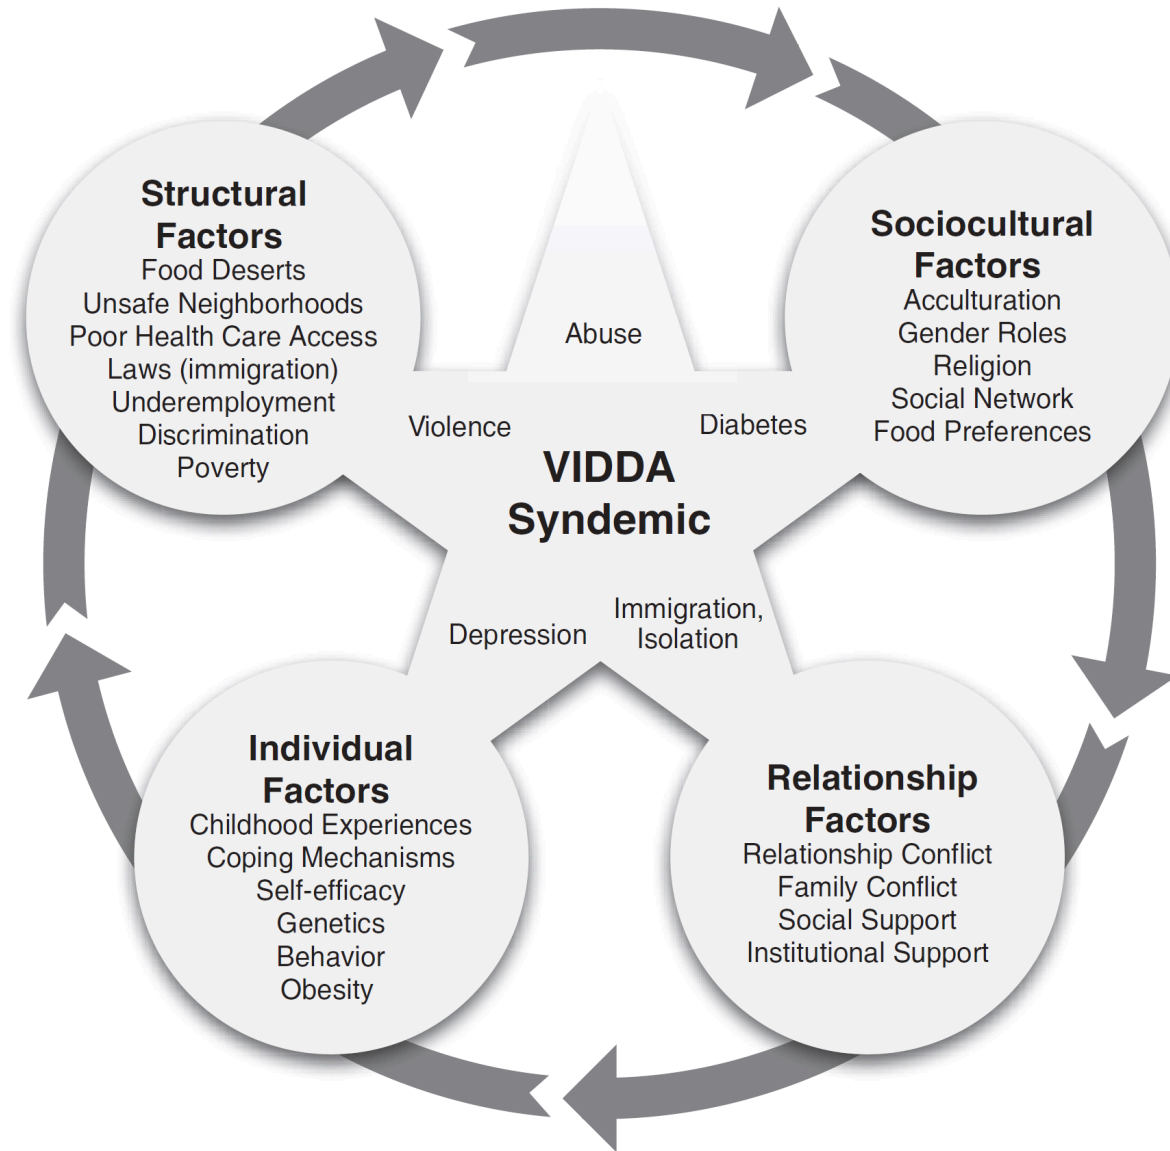 Structural
Factors
Food Deserts
Unsafe Neighborhoods
Poor Health Care Access
Laws (immigration)
Underemployment
Discrimination
Poverty
Sociocultural
Factors
Acculturation
Gender Roles
Religion
Social Network
Food Preferences
Abuse
Violence
Diabetes
VIDDA
Syndemic
Depression
Immigration,
Isolation
Individual
Factors
Childhood Experiences
Coping Mechanisms
Self-efficacy
Genetics
Behavior
Obesity
Relationship
Factors
Relationship Conflict
Family Conflict
Social Support
Institutional Support